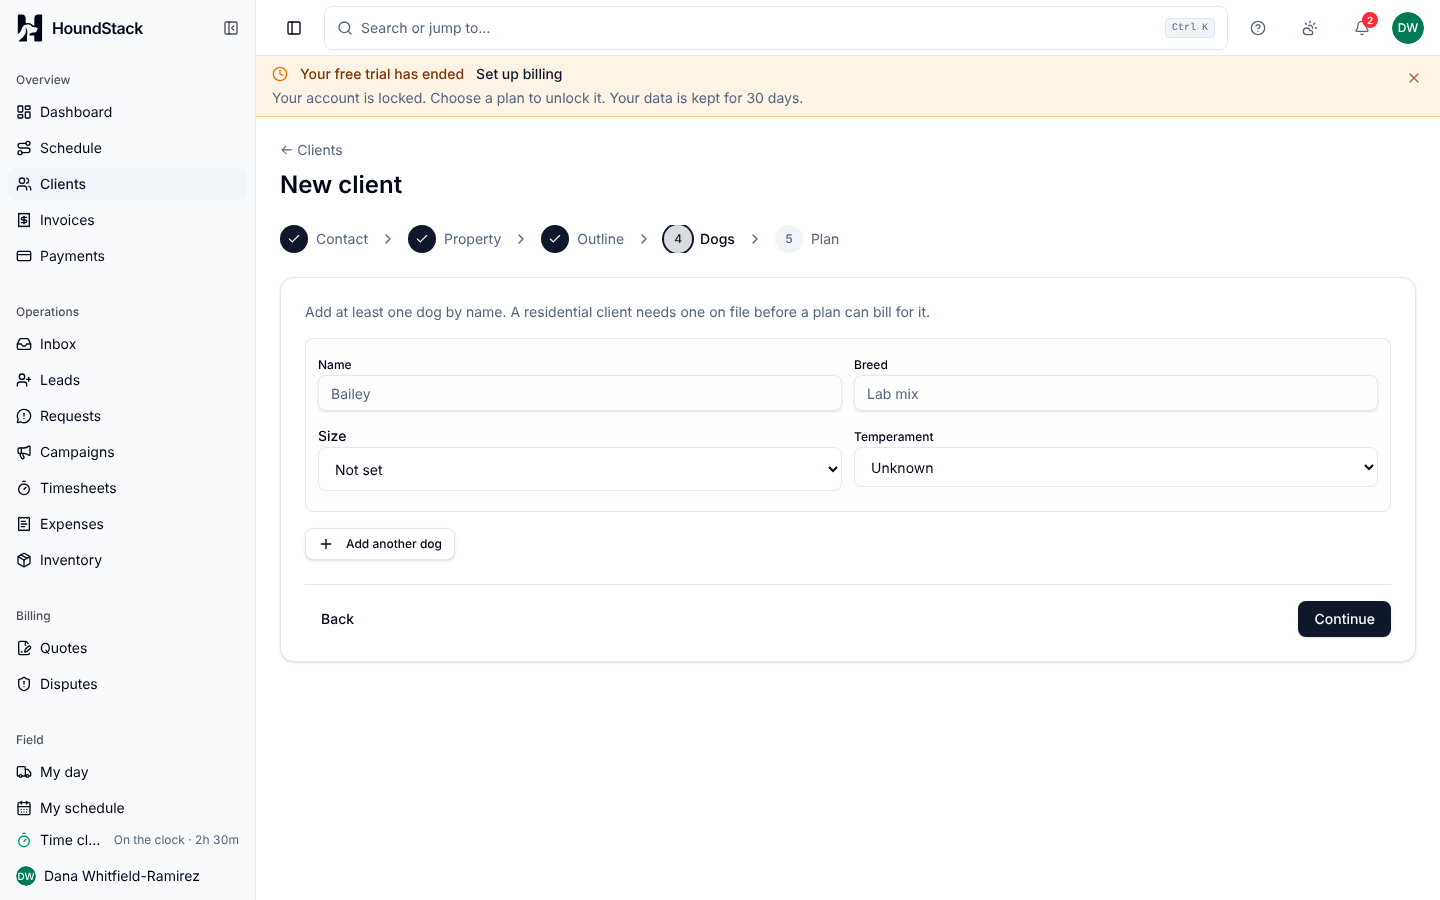 HoundStack
Search or jump to...
Ctrl K
2
DW
Your free trial has ended Set up billing
Your account is locked. Choose a plan to unlock it. Your data is kept for 30 days.
Overview
Dashboard
Schedule
Clients
Invoices
Payments
Operations
Inbox
Leads
Requests
Campaigns
Timesheets
Expenses
Inventory
Billing
Quotes
Disputes
Field
My day
My schedule
Time cl... On the clock · 2h 30m
DW Dana Whitfield-Ramirez
← Clients
New client
Contact
Property
Outline
4 Dogs
5 Plan
Add at least one dog by name. A residential client needs one on file before a plan can bill for it.
Name
Bailey
Breed
Lab mix
Size
Not set
Temperament
Unknown
Add another dog
Back
Continue